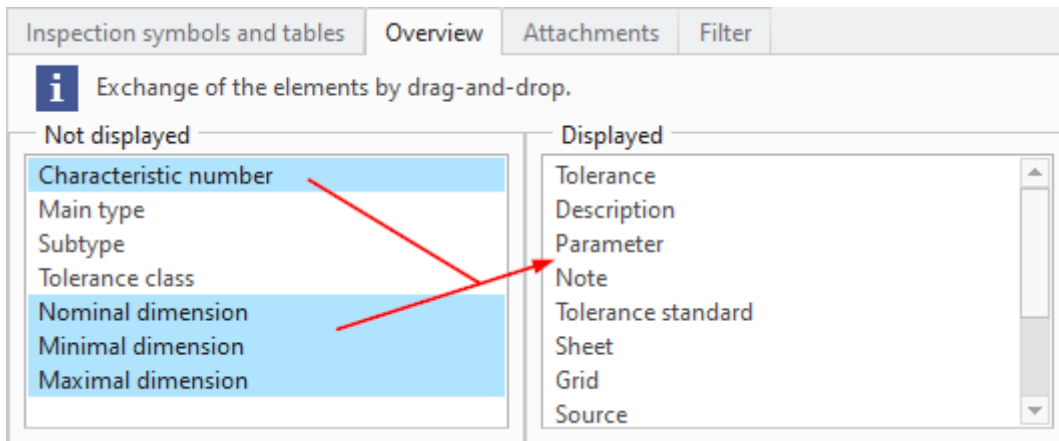 Inspection symbols and tables Overview Attachments Filter
i Exchange of the elements by drag-and-drop.
Not displayed
Characteristic number
Main type
Subtype
Tolerance class
Nominal dimension
Minimal dimension
Maximal dimension
Displayed
Tolerance
Description
Parameter
Note
Tolerance standard
Sheet
Grid
Source